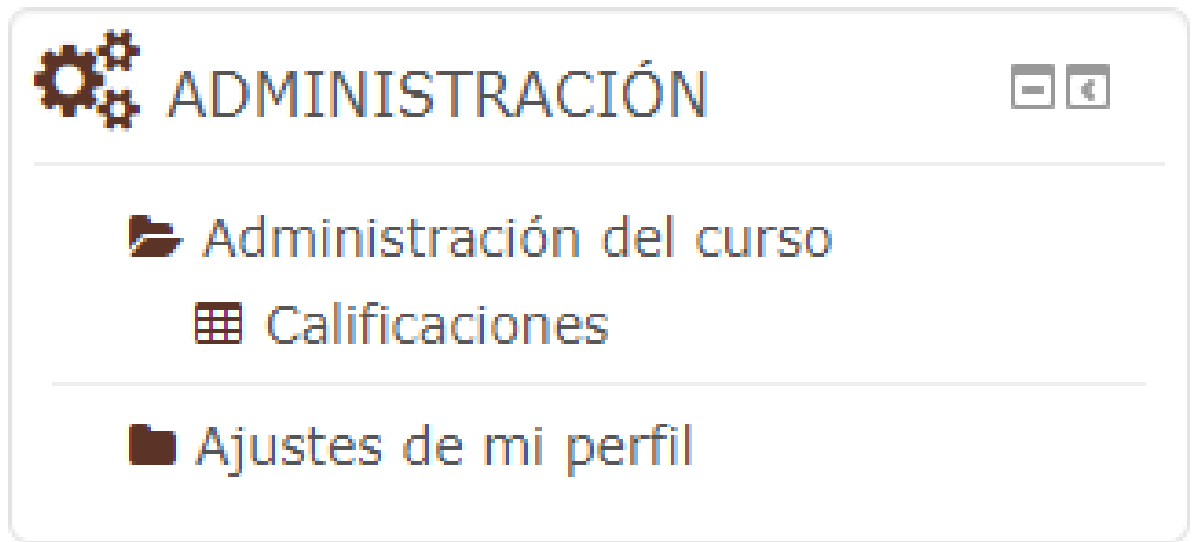 ADMINISTRACIÓN
Administración del curso
Calificaciones
Ajustes de mi perfil